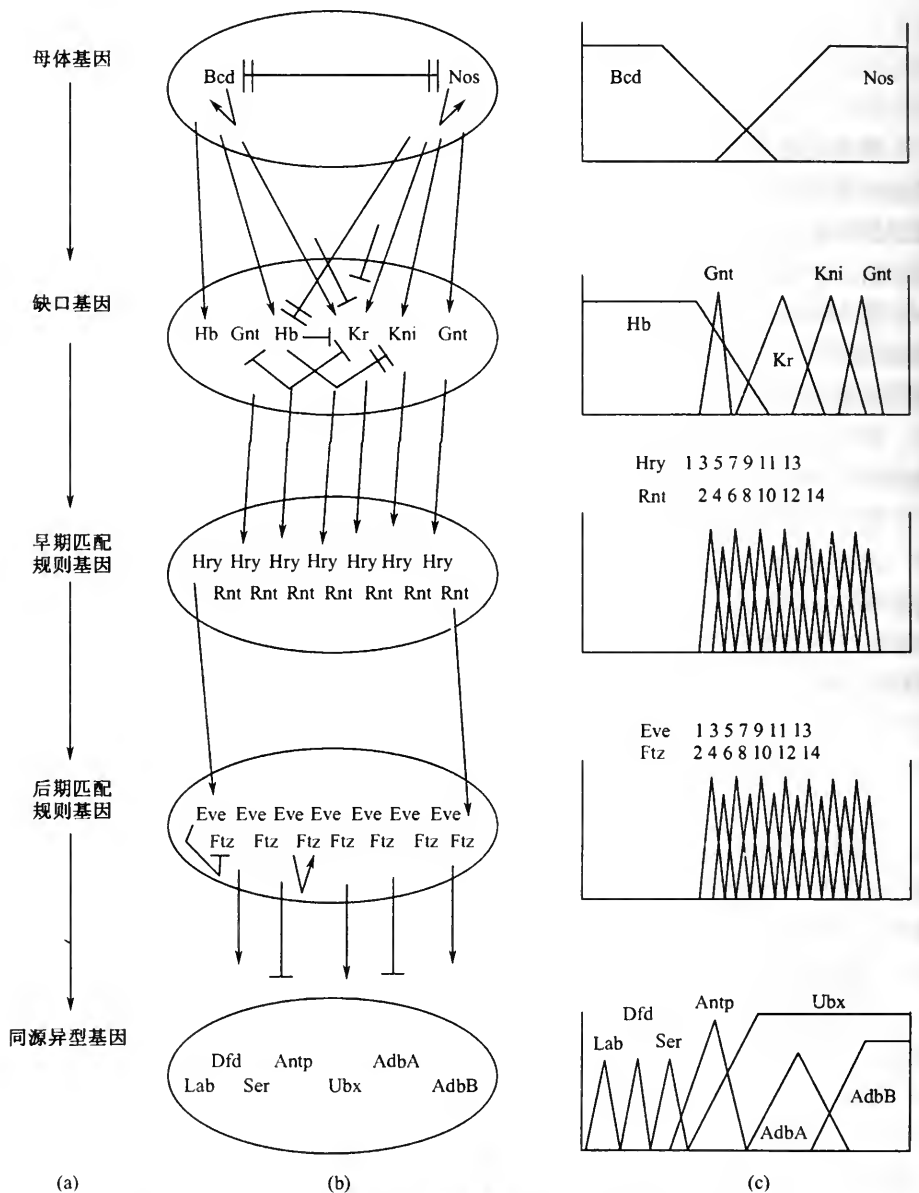 母体基因
Bcd
Nos
Bcd
Nos
缺口基因
Hb Gnt Hb Kr Kni Gnt
Gnt
Kni
Gnt
Hb
Kr
早期匹配
规则基因
Hry Hry Hry Hry Hry Hry Hry
Rnt Rnt Rnt Rnt Rnt Rnt Rnt
Hry 1 3 5 7 9 11 13
Rnt 2 4 6 8 10 12 14
后期匹配
规则基因
Eve Eve Eve Eve Eve Eve Eve
Ftz Ftz Ftz Ftz Ftz Ftz Ftz
Eve 1 3 5 7 9 11 13
Ftz 2 4 6 8 10 12 14
同源异型基因
Dfd Antp AdbA
Lab Ser Ubx AdbB
Dfd
Antp
Ubx
Lab
Ser
AdbB
AdbA
(a)
(b)
(c)